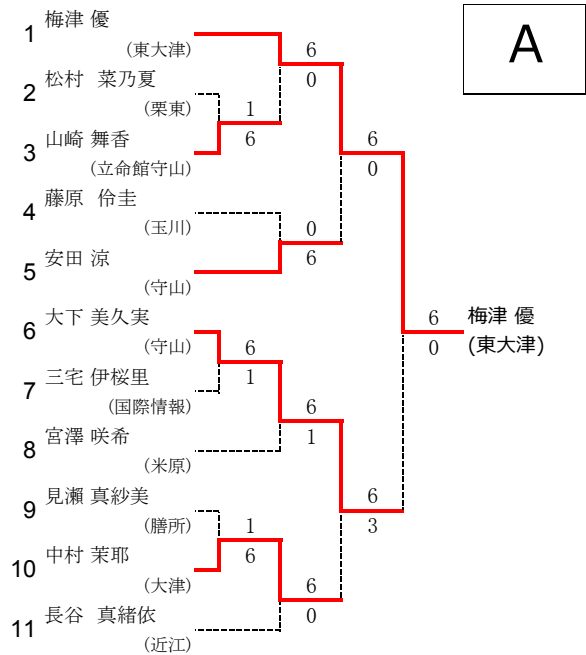 A
1 梅津 優
(東大津)
2 松村 菜乃夏
(栗東)
3 山崎 舞香
(立命館守山)
4 藤原 伶圭
(玉川)
5 安田 涼
(守山)
6 大下 美久実
(守山)
7 三宅 伊桜里
(国際情報)
8 宮澤 咲希
(米原)
9 見瀬 真紗美
(膳所)
10 中村 茉耶
(大津)
11 長谷 真緒依
(近江)
1
6
6
1
1
6
6
0
0
6
6
1
6
0
6
0
6
3
6
0
梅津 優
(東大津)